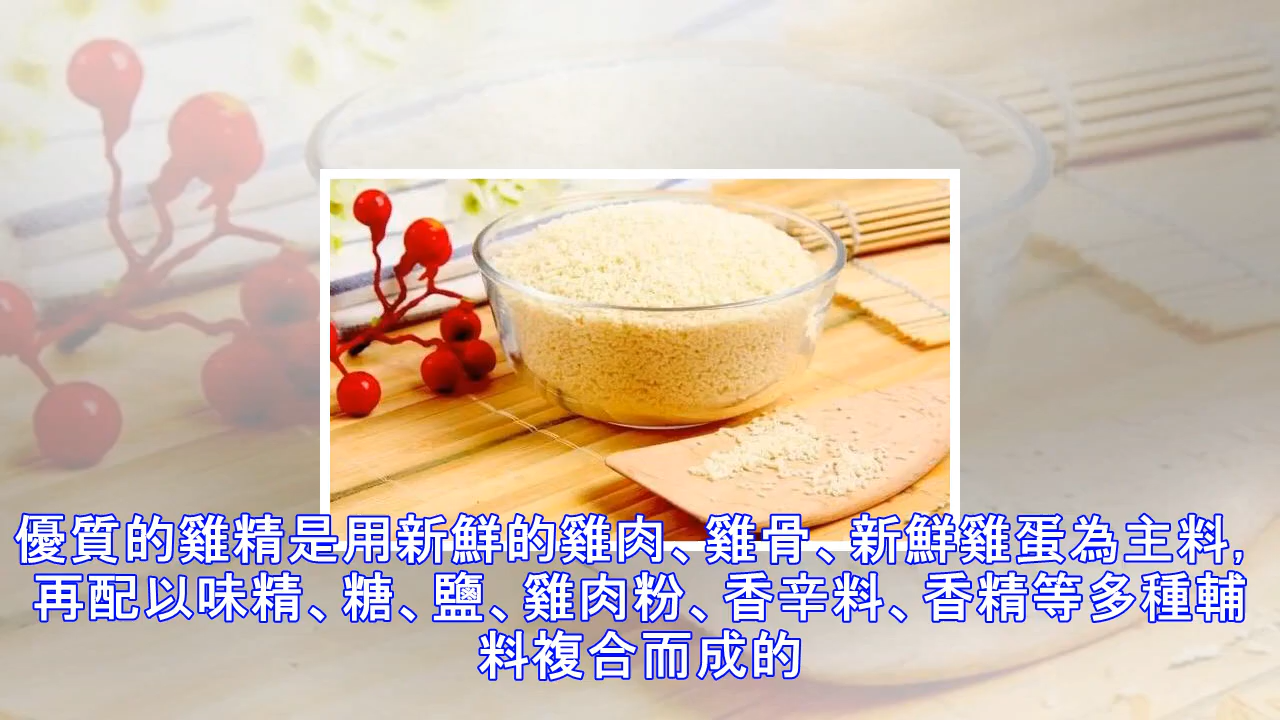 優質的雞精是用新鮮的雞肉、雞骨、新鮮雞蛋為主料,
再配以味精、糖、鹽、雞肉粉、香辛料、香精等多種輔
料複合而成的